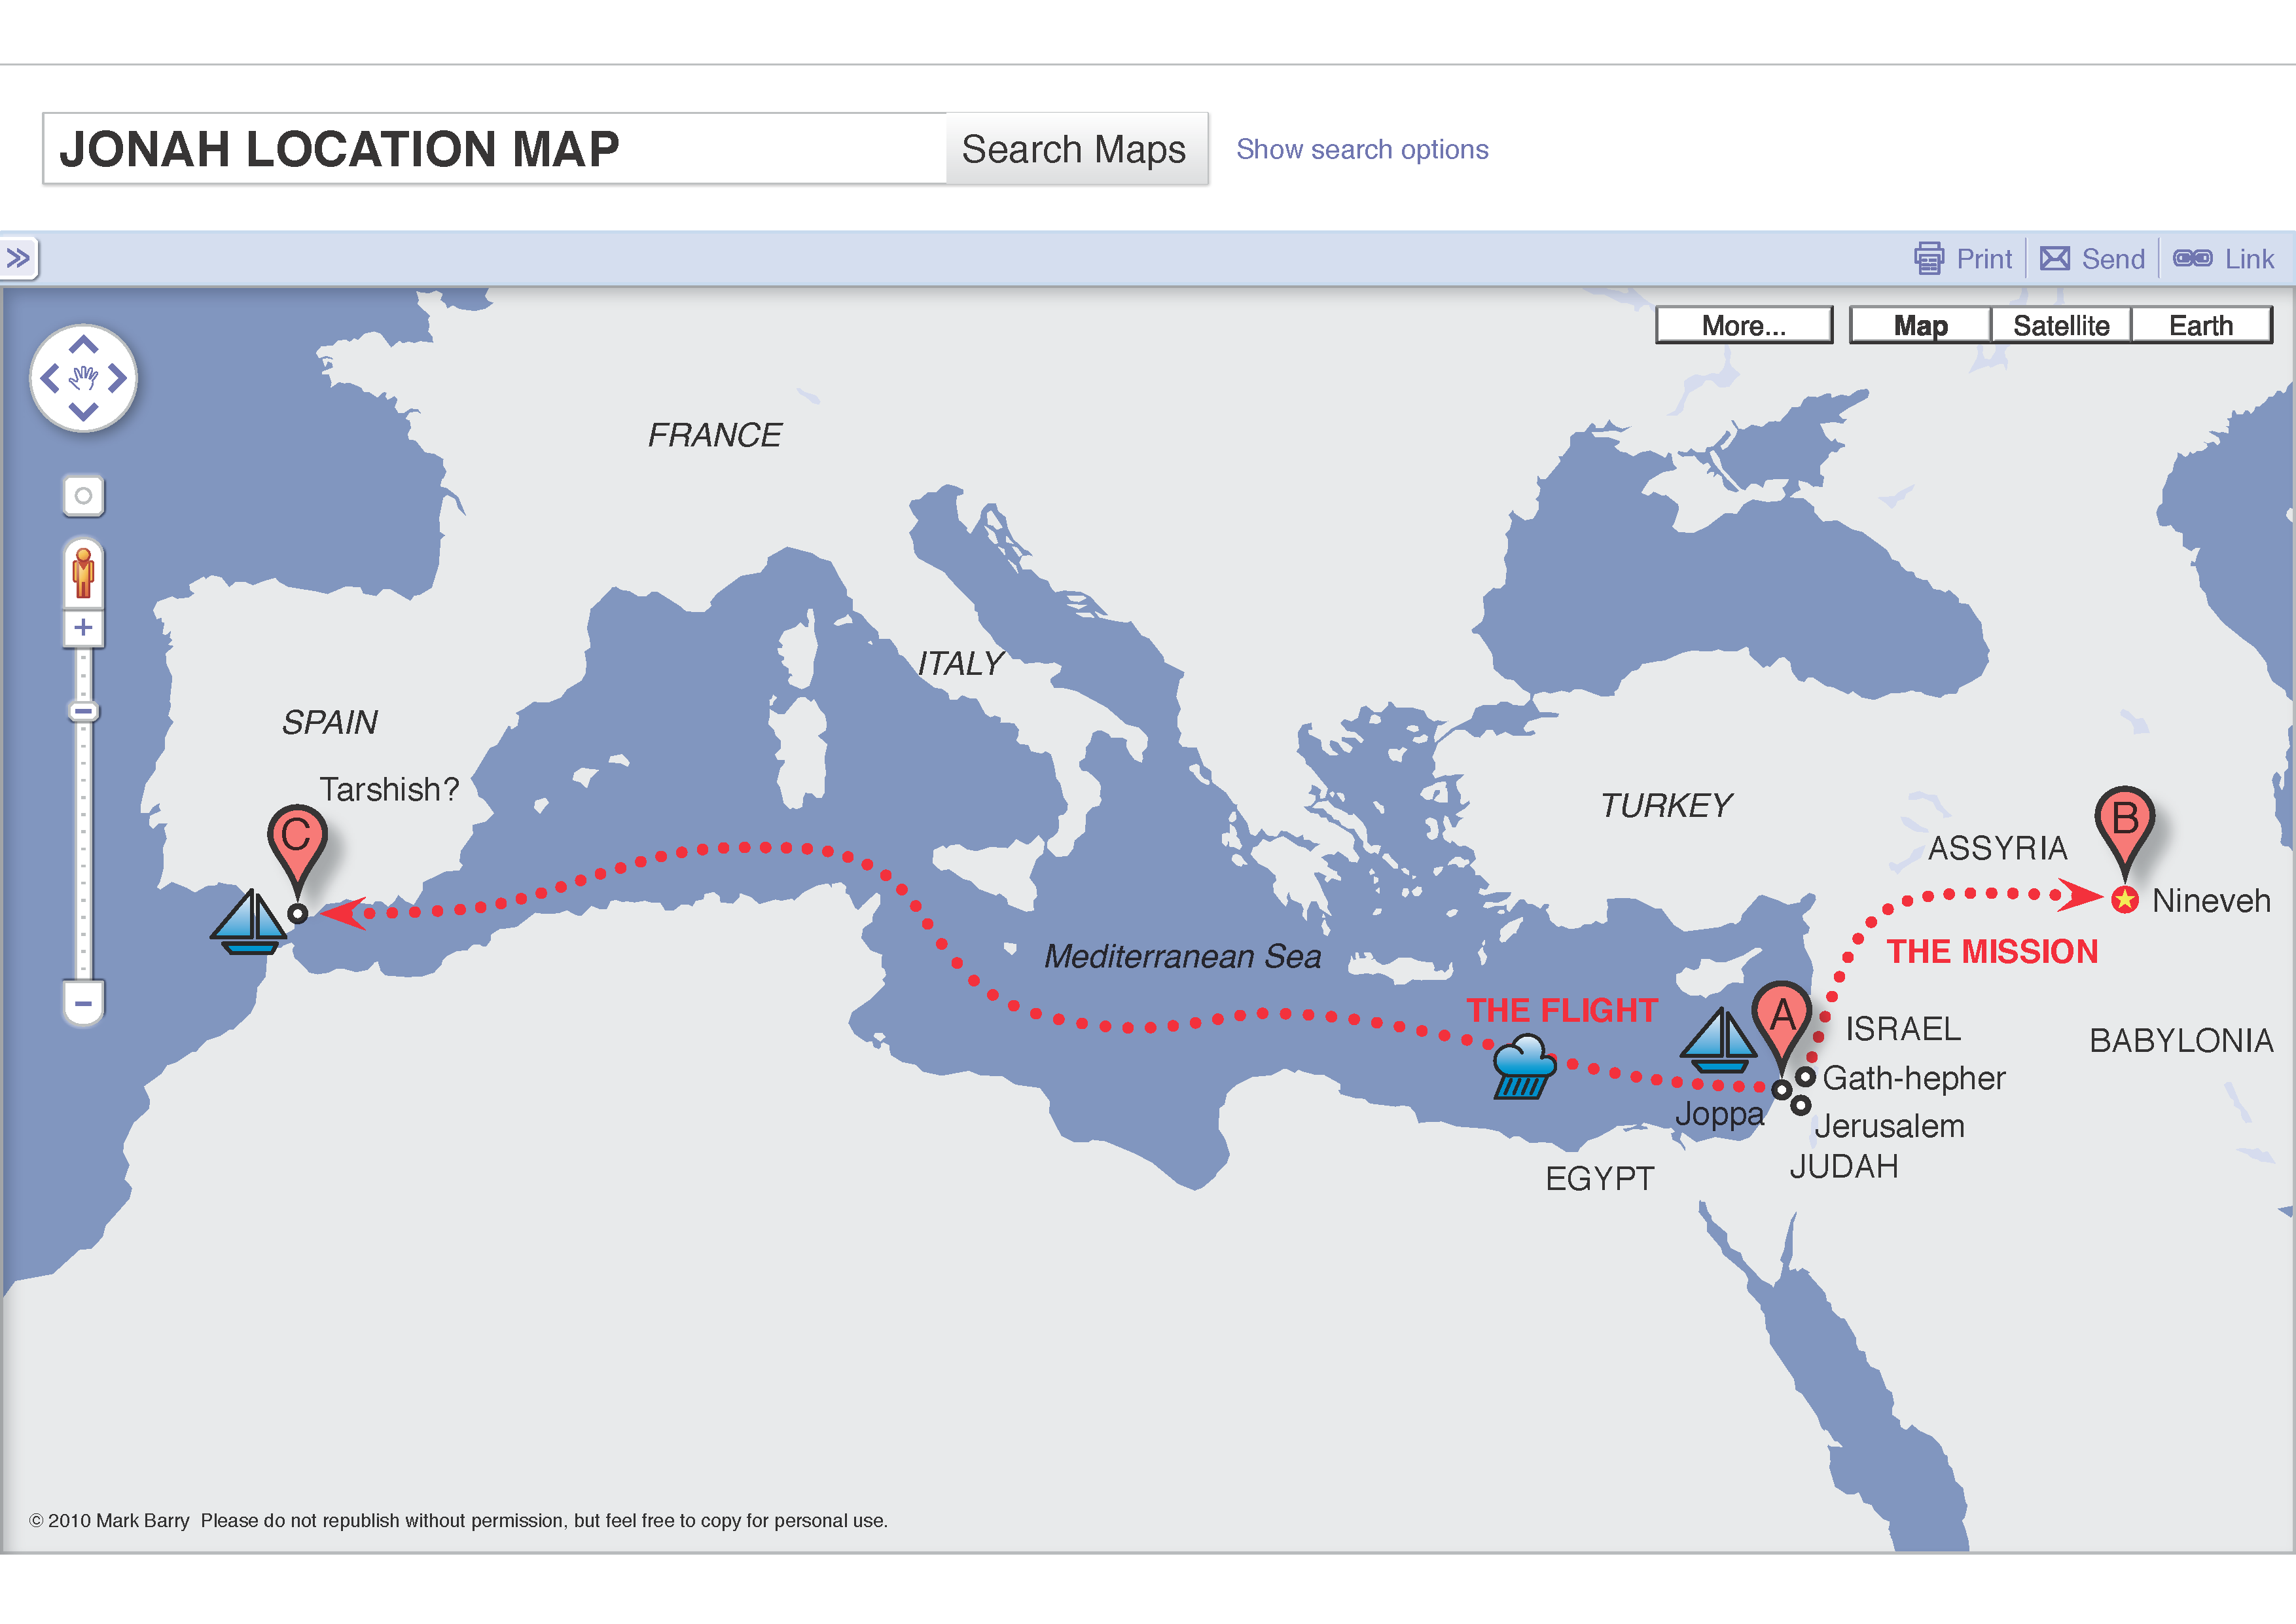 JONAH LOCATION MAP
Search Maps
Show search options
Print
Send
Link
More...
Map
Satellite
Earth
FRANCE
ITALY
SPAIN
Tarshish?
C
TURKEY
B
ASSYRIA
Nineveh
THE MISSION
Mediterranean Sea
THE FLIGHT
A
ISRAEL
BABYLONIA
Gath-hepher
Joppa
Jerusalem
JUDAH
EGYPT
© 2010 Mark Barry Please do not republish without permission, but feel free to copy for personal use.